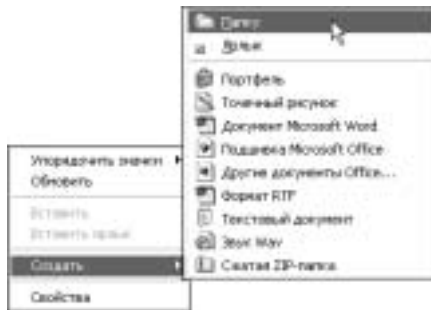 Папку
Ярлык
Портфель
Точечный рисунок
Документ Microsoft Word
Подшивка Microsoft Office
Другие документы Office...
Формат RTF
Текстовый документ
Звук Wav
Сжатая ZIP-папка
Упорядочить значки
Обновить
Вставить
Вставить ярлык
Создать
Свойства